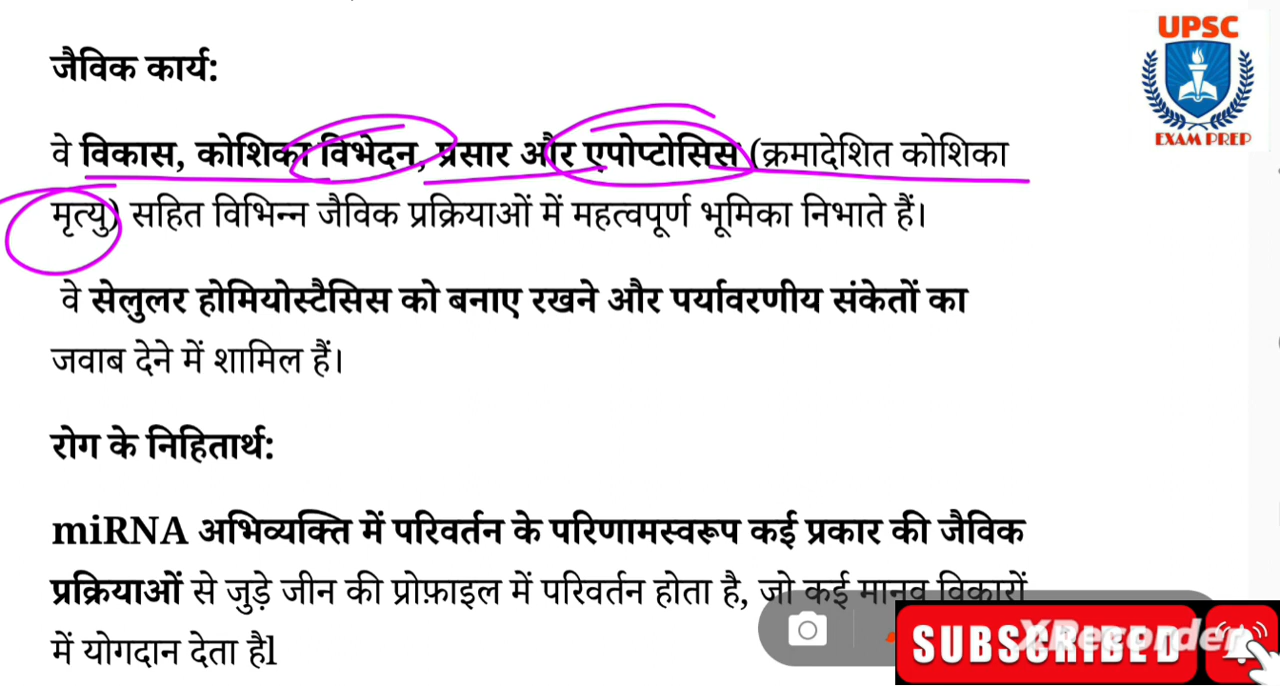 UPSC
EXAM PREP
जैविक कार्य:
वे विकास, कोशिका विभेदन, प्रसार और एपोप्टोसिस (क्रमादेशित कोशिका
मृत्यु) सहित विभिन्न जैविक प्रक्रियाओं में महत्वपूर्ण भूमिका निभाते हैं।
वे सेलुलर होमियोस्टैसिस को बनाए रखने और पर्यावरणीय संकेतों का
जवाब देने में शामिल हैं।
रोग के निहितार्थ:
miRNA अभिव्यक्ति में परिवर्तन के परिणामस्वरूप कई प्रकार की जैविक
प्रक्रियाओं से जुड़े जीन की प्रोफ़ाइल में परिवर्तन होता है, जो कई मानव विकारों
में योगदान देता हैl
SUBSCRIBED
XRecorder